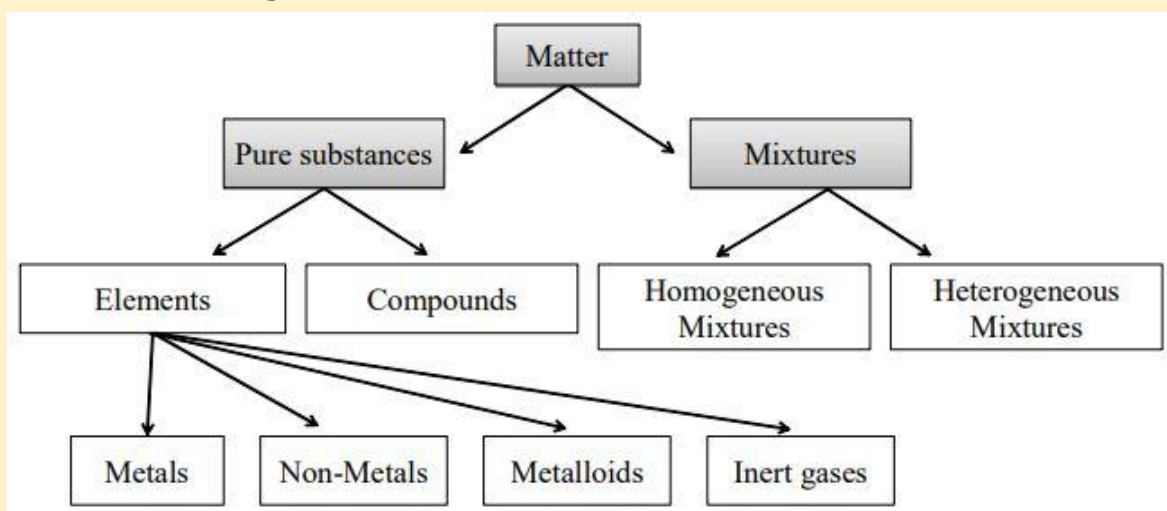 Matter
Pure substances
Mixtures
Elements
Compounds
Homogeneous
Mixtures
Heterogeneous
Mixtures
Metals
Non-Metals
Metalloids
Inert gases